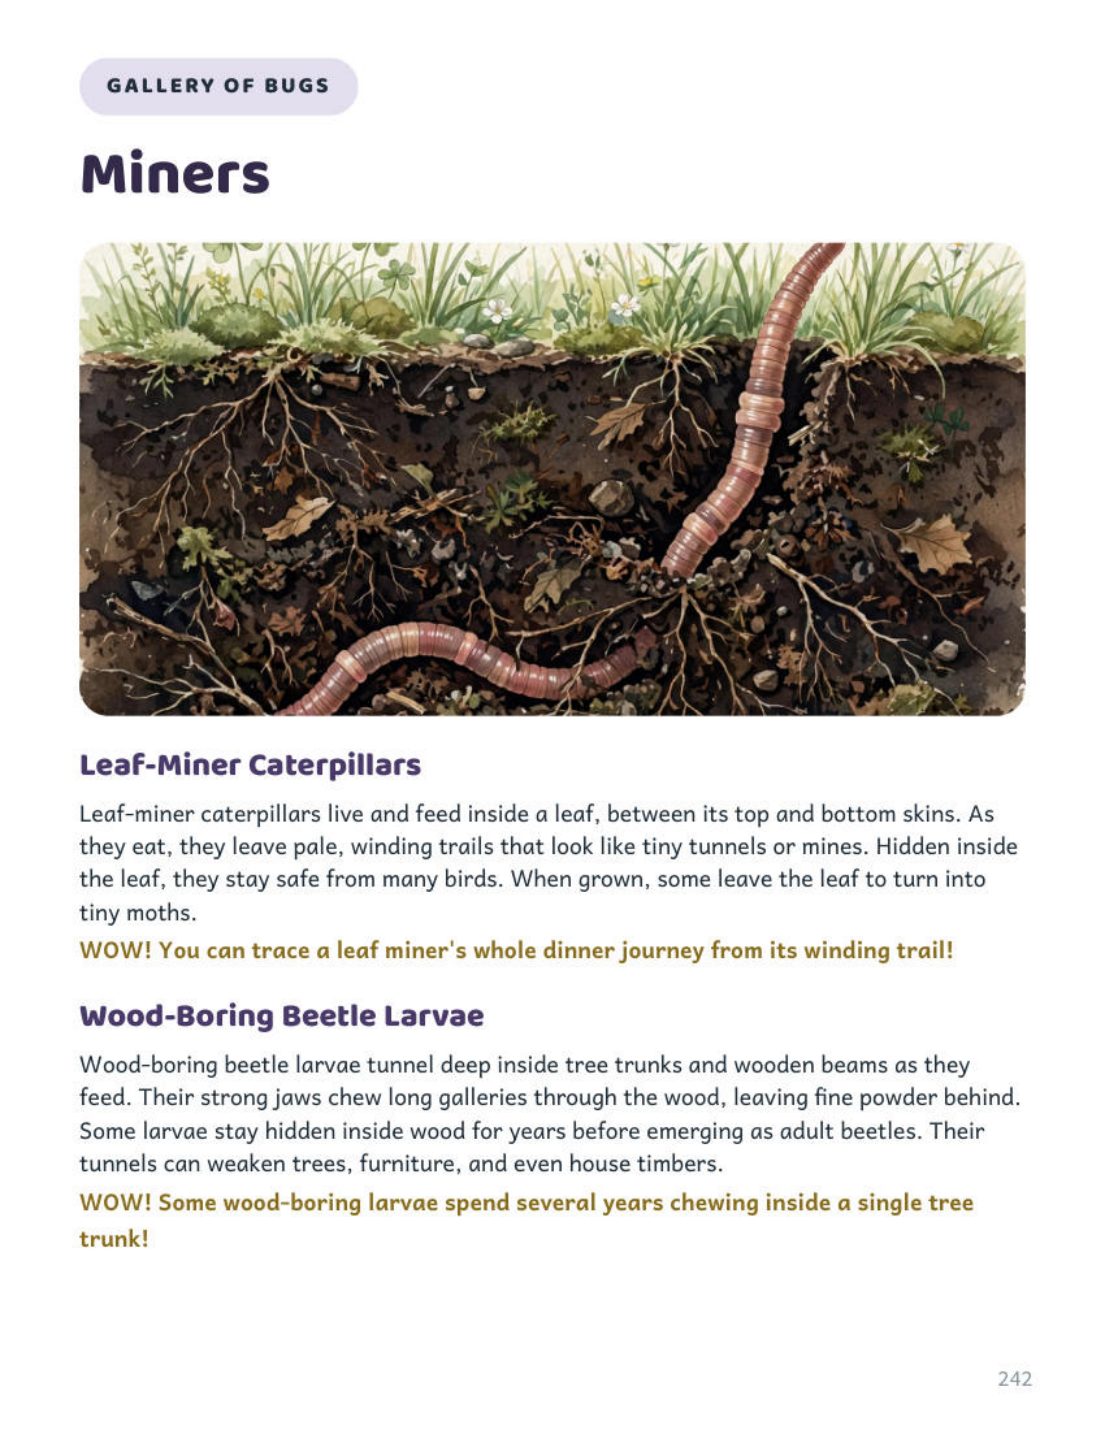 GALLERY OF BUGS
Miners
Leaf-Miner Caterpillars
Leaf-miner caterpillars live and feed inside a leaf, between its top and bottom skins. As
they eat, they leave pale, winding trails that look like tiny tunnels or mines. Hidden inside
the leaf, they stay safe from many birds. When grown, some leave the leaf to turn into
tiny moths.
WOW! You can trace a leaf miner's whole dinner journey from its winding trail!
Wood-Boring Beetle Larvae
Wood-boring beetle larvae tunnel deep inside tree trunks and wooden beams as they
feed. Their strong jaws chew long galleries through the wood, leaving fine powder behind.
Some larvae stay hidden inside wood for years before emerging as adult beetles. Their
tunnels can weaken trees, furniture, and even house timbers.
WOW! Some wood-boring larvae spend several years chewing inside a single tree
trunk!
242